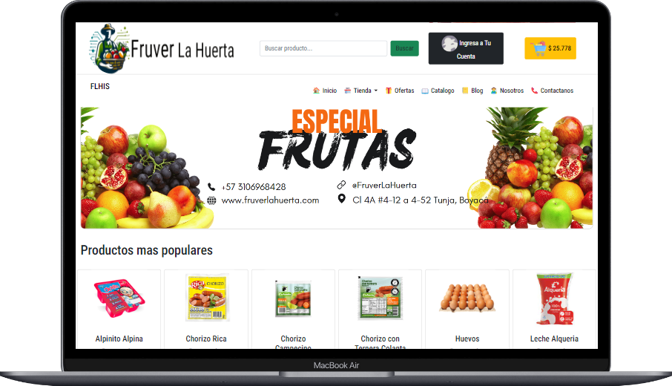 Fruver La Huerta
Buscar producto...
Buscar
Ingresa a Tu
Cuenta
$ 25.778
FLHIS
Inicio
Tienda
Ofertas
Catalogo
Blog
Nosotros
Contactanos
ESPECIAL
FRUTAS
+57 3106968428
@FruverLaHuerta
www.fruverlahuerta.com
Cl 4A #4-12 a 4-52 Tunja, Boyaca
Productos mas populares
Alpinito Alpina
Chorizo Rica
Chorizo
Campesino
Chorizo con
Ternera Colanta
Huevos
Leche Alqueria
MacBook Air